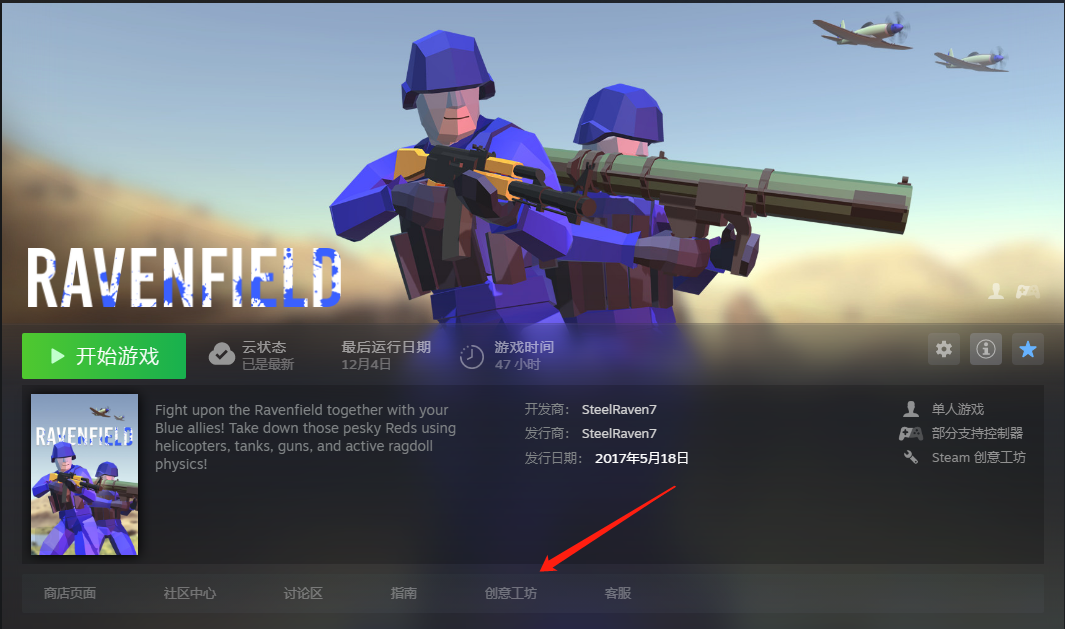 RAVENFIELD
开始游戏
云状态
已是最新
最后运行日期
12月4日
游戏时间
47 小时
RAVENFIELD
Fight upon the Ravenfield together with your
Blue allies! Take down those pesky Reds using
helicopters, tanks, guns, and active ragdoll
physics!
开发商： SteelRaven7
发行商： SteelRaven7
发行日期： 2017年5月18日
单人游戏
部分支持控制器
Steam 创意工坊
商店页面
社区中心
讨论区
指南
创意工坊
客服